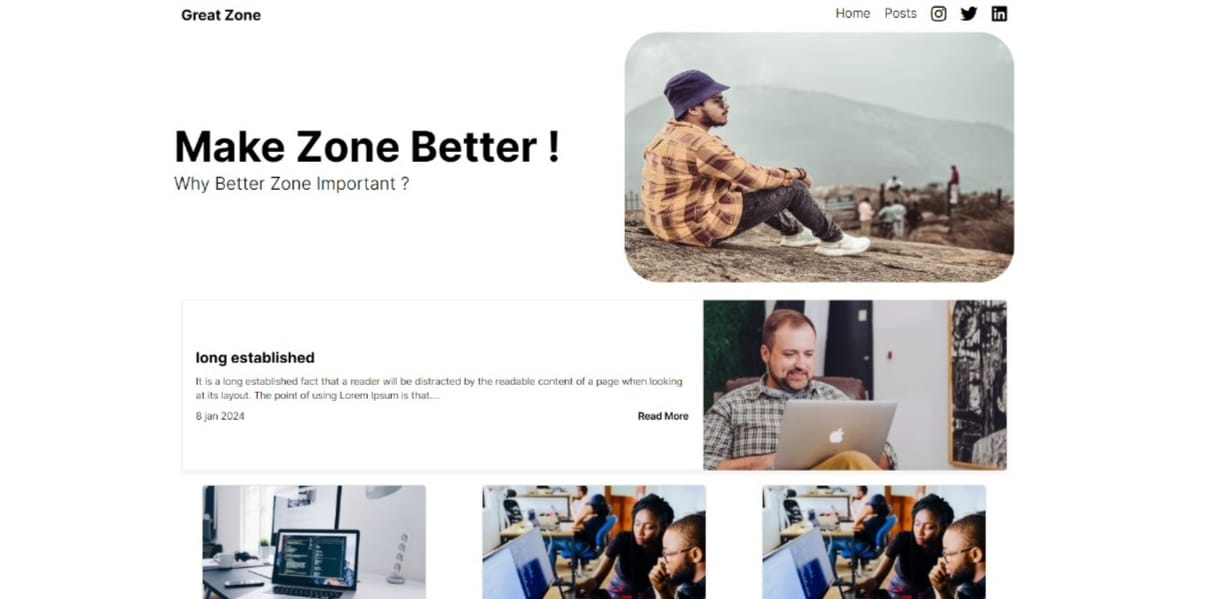 Great Zone
Home Posts
Make Zone Better !
Why Better Zone Important ?
long established
It is a long established fact that a reader will be distracted by the readable content of a page when looking
at its layout. The point of using Lorem Ipsum is that....
8 jan 2024 Read More